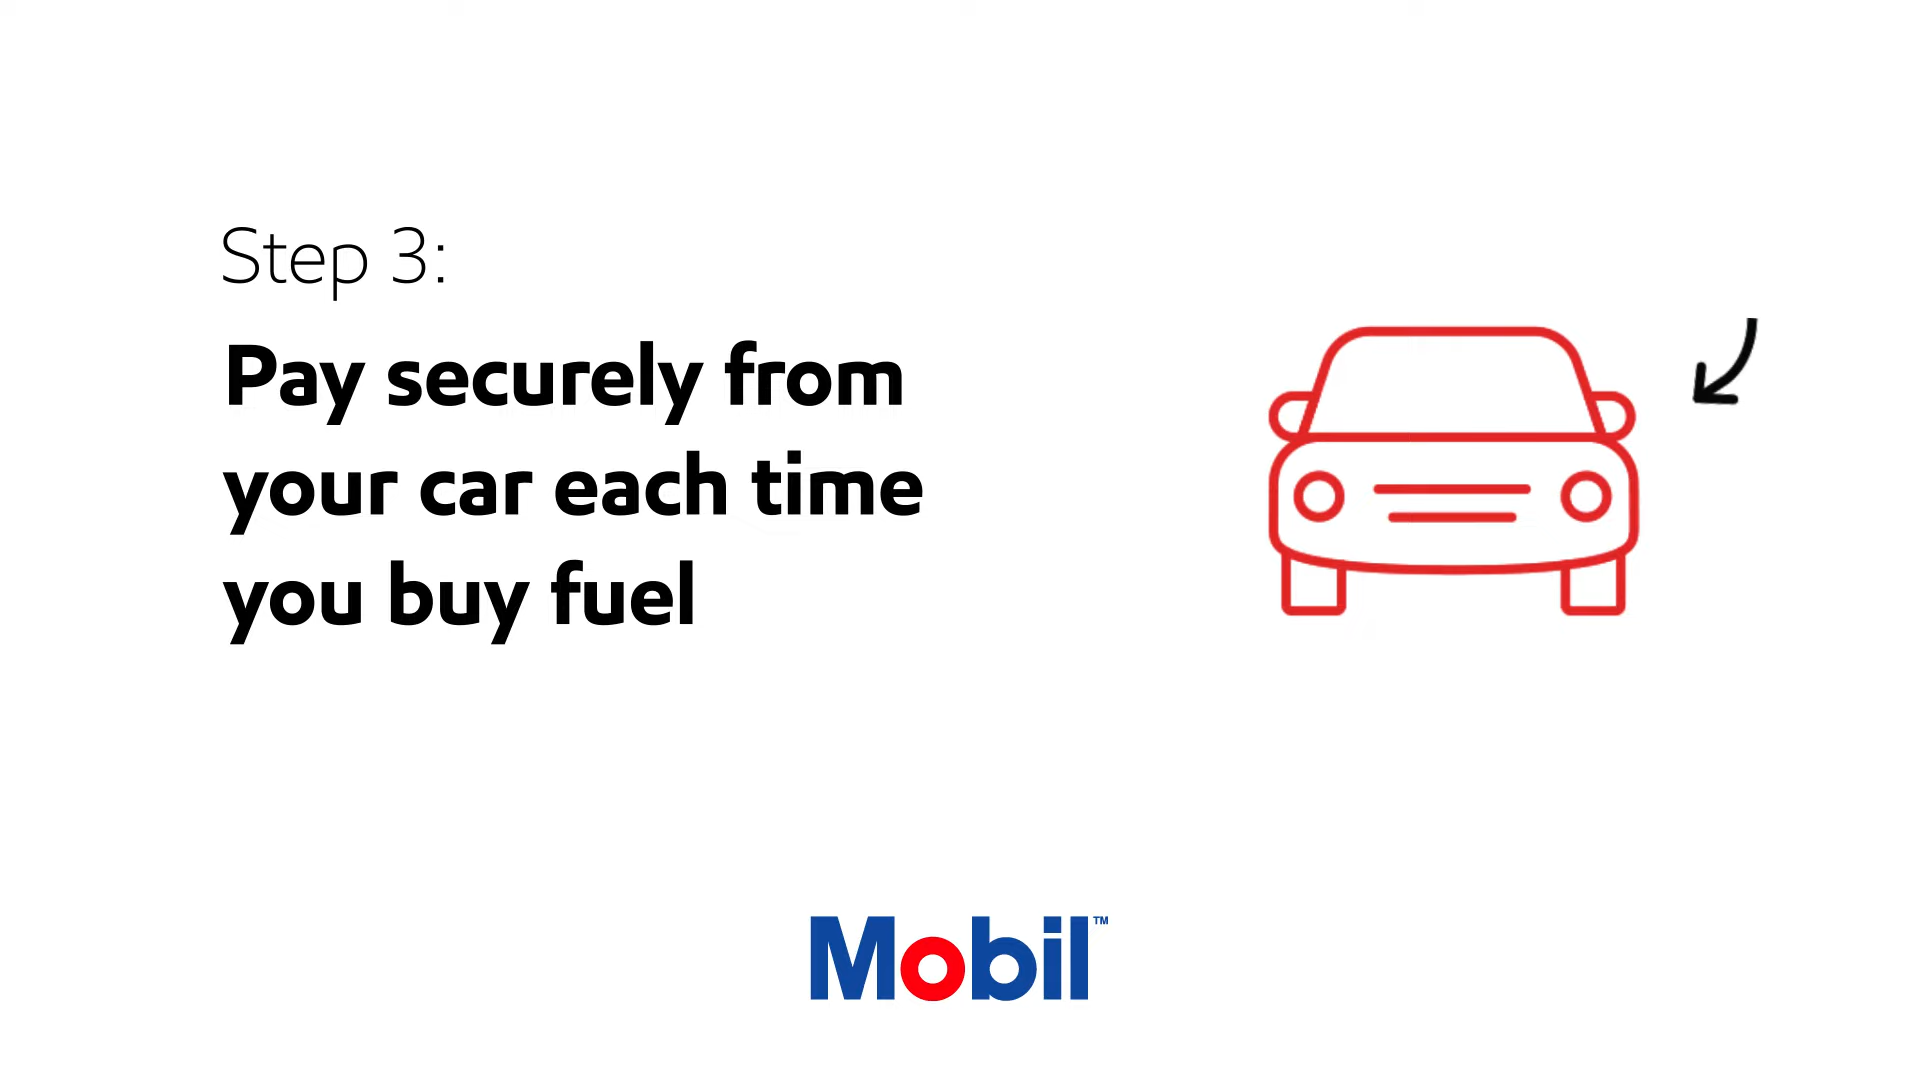 Step 3:
Pay securely from
your car each time
you buy fuel
Mobil™